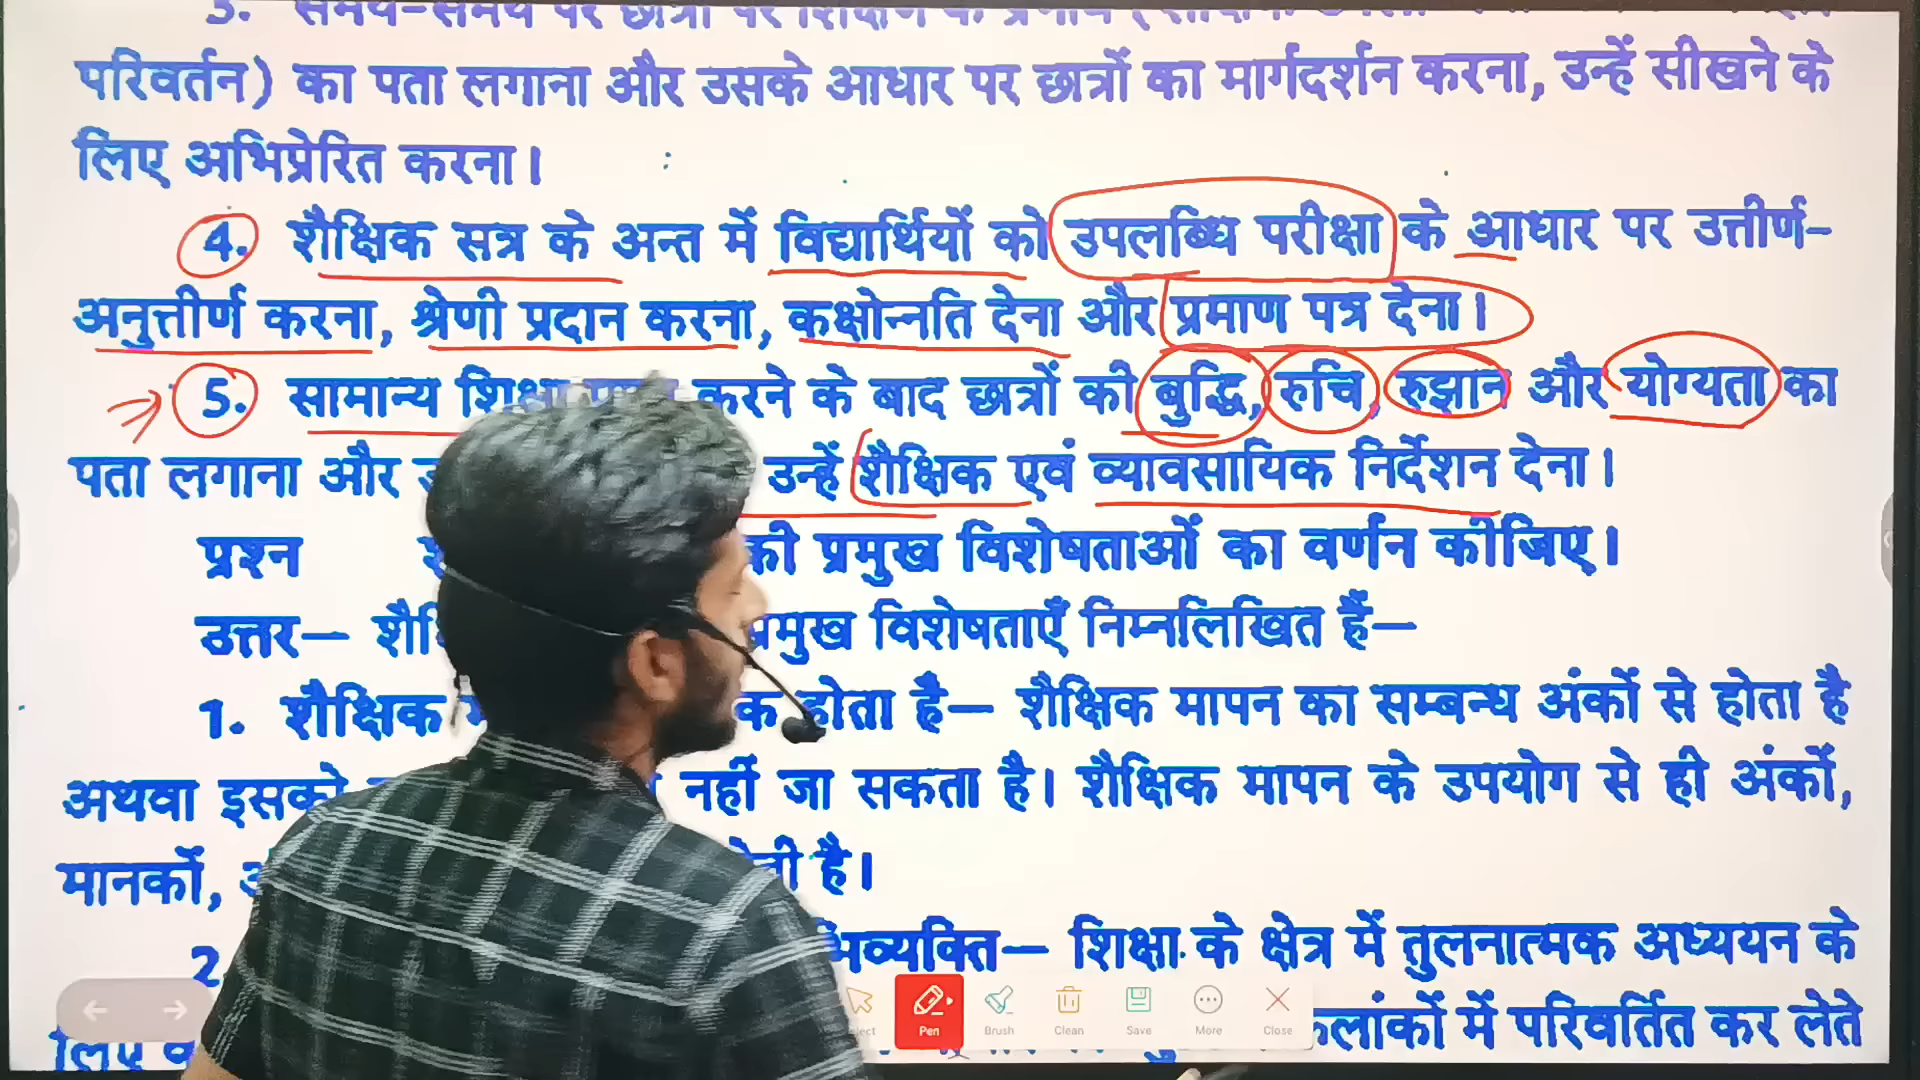 परिवर्तन) का पता लगाना और उसके आधार पर छात्रों का मार्गदर्शन करना, उन्हें सीखने के
लिए अभिप्रेरित करना।
4. शैक्षिक सत्र के अन्त में विद्यार्थियों को उपलब्धि परीक्षा के आधार पर उत्तीर्ण-
अनुत्तीर्ण करना, श्रेणी प्रदान करना, कक्षोन्नति देना और प्रमाण पत्र देना।
5. सामान्य शिक्षा करने के बाद छात्रों की बुद्धि, रुचि, रुझान और योग्यता का
पता लगाना और उन्हें शैक्षिक एवं व्यावसायिक निर्देशन देना।
प्रश्न की प्रमुख विशेषताओं का वर्णन कीजिए।
उत्तर— प्रमुख विशेषताएँ निम्नलिखित हैं—
1. शैक्षिक होता है— शैक्षिक मापन का सम्बन्ध अंकों से होता है
अथवा इसको नहीं जा सकता है। शैक्षिक मापन के उपयोग से ही अंकों,
मानकों, है।
2. शिक्षा के क्षेत्र में तुलनात्मक अध्ययन के
लिए में परिवर्तित कर लेते
Pen Brush Clean Save More Close